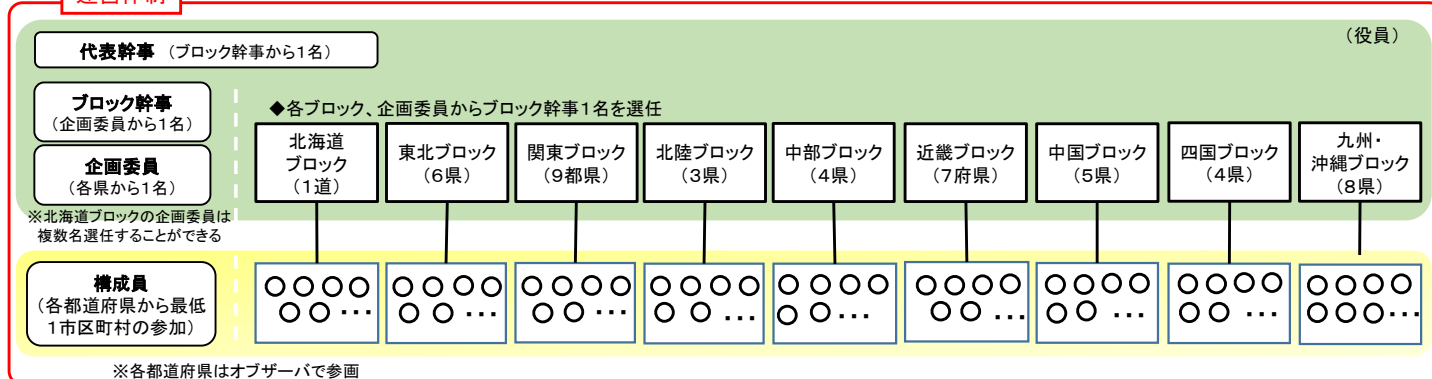 運営体制
(役員)
代表幹事 (ブロック幹事から1名)
ブロック幹事
(企画委員から1名)
◆各ブロック、企画委員からブロック幹事1名を選任
企画委員
(各県から1名)
北海道
ブロック
(1道)
東北ブロック
(6県)
関東ブロック
(9都県)
北陸ブロック
(3県)
中部ブロック
(4県)
近畿ブロック
(7府県)
中国ブロック
(5県)
四国ブロック
(4県)
九州・
沖縄ブロック
(8県)
※北海道ブロックの企画委員は
複数名選任することができる
構成員
(各都道府県から最低
1市区町村の参加)
…
…
…
…
…
…
…
…
…
※各都道府県はオブザーバで参画